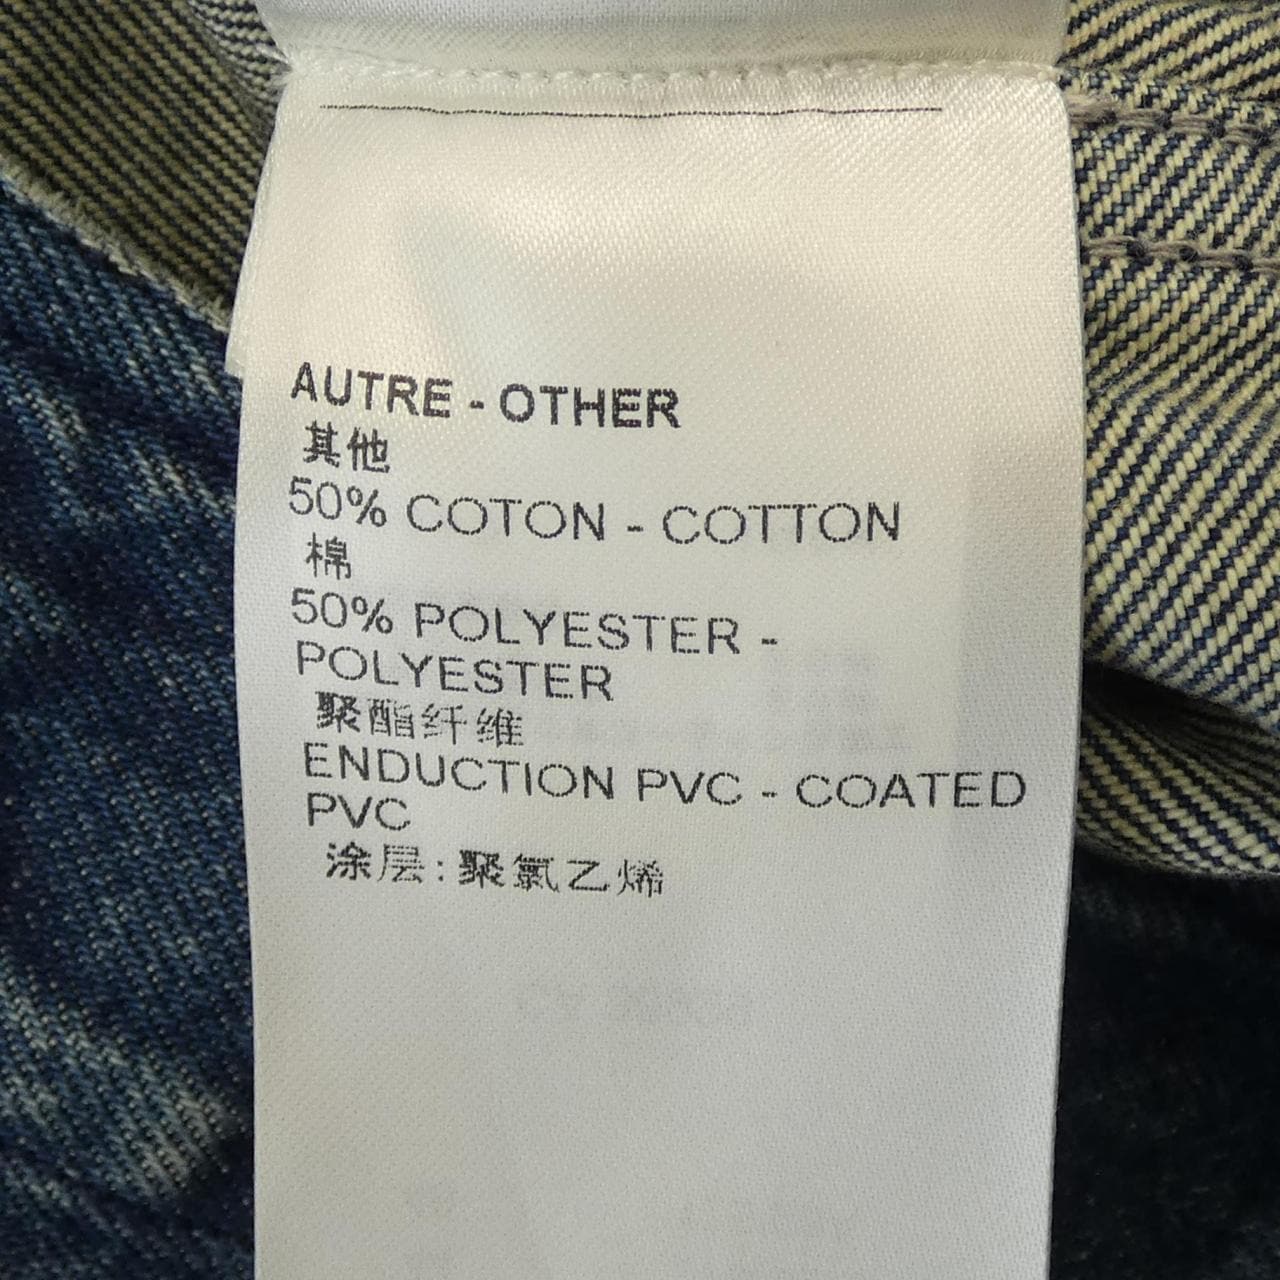 AUTRE - OTHER
其他
50% COTON - COTTON
棉
50% POLYESTER -
POLYESTER
聚酯纤维
ENDUCTION PVC - COATED
PVC
涂层:聚氯乙烯